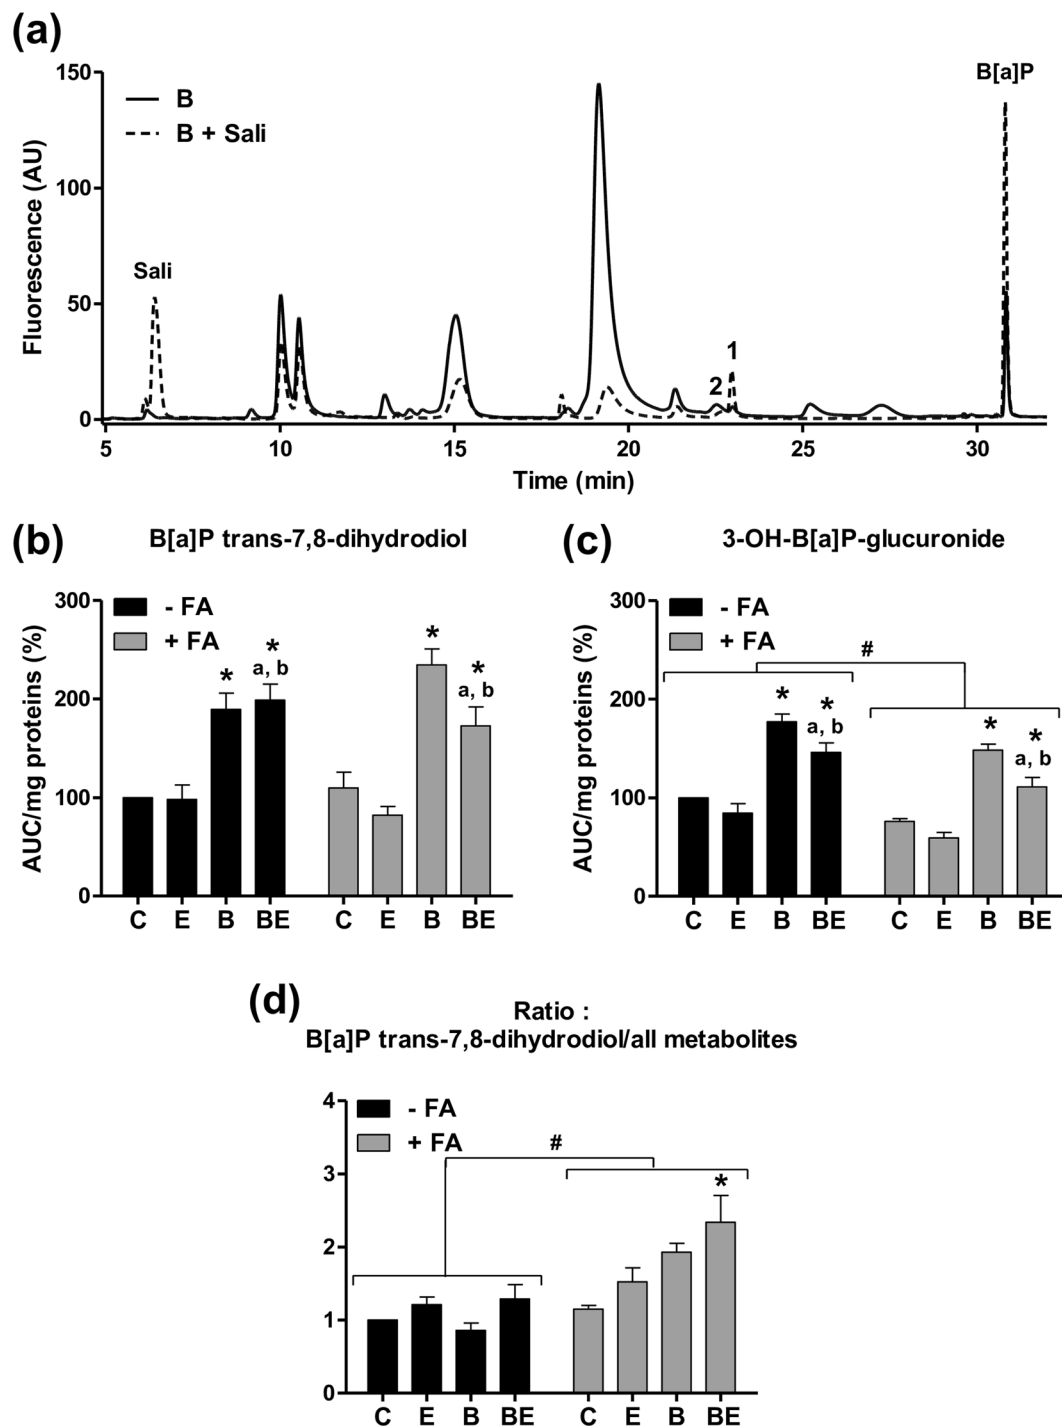 (a)
150
100
50
0
Fluorescence (AU)
B
B + Sali
Sali
2
1
B[a]P
5 10 15 20 25 30
Time (min)
(b)
B[a]P trans-7,8-dihydrodiol
300
200
100
0
AUC/mg proteins (%)
- FA
+ FA
*
*
a, b
*
*
a, b
C E B BE C E B BE
(c)
3-OH-B[a]P-glucuronide
300
200
100
0
AUC/mg proteins (%)
- FA
+ FA
#
*
*
a, b
*
*
a, b
C E B BE C E B BE
(d)
Ratio :
B[a]P trans-7,8-dihydrodiol/all metabolites
4
3
2
1
0
- FA
+ FA
#
*
C E B BE C E B BE